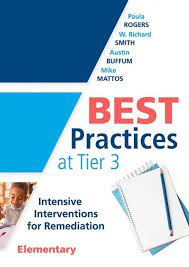 Paula
ROGERS
W. Richard
SMITH
Austin
BUFFUM
Mike
MATTOS
BEST
Practices
at Tier 3
Intensive
Interventions
for Remediation
Elementary